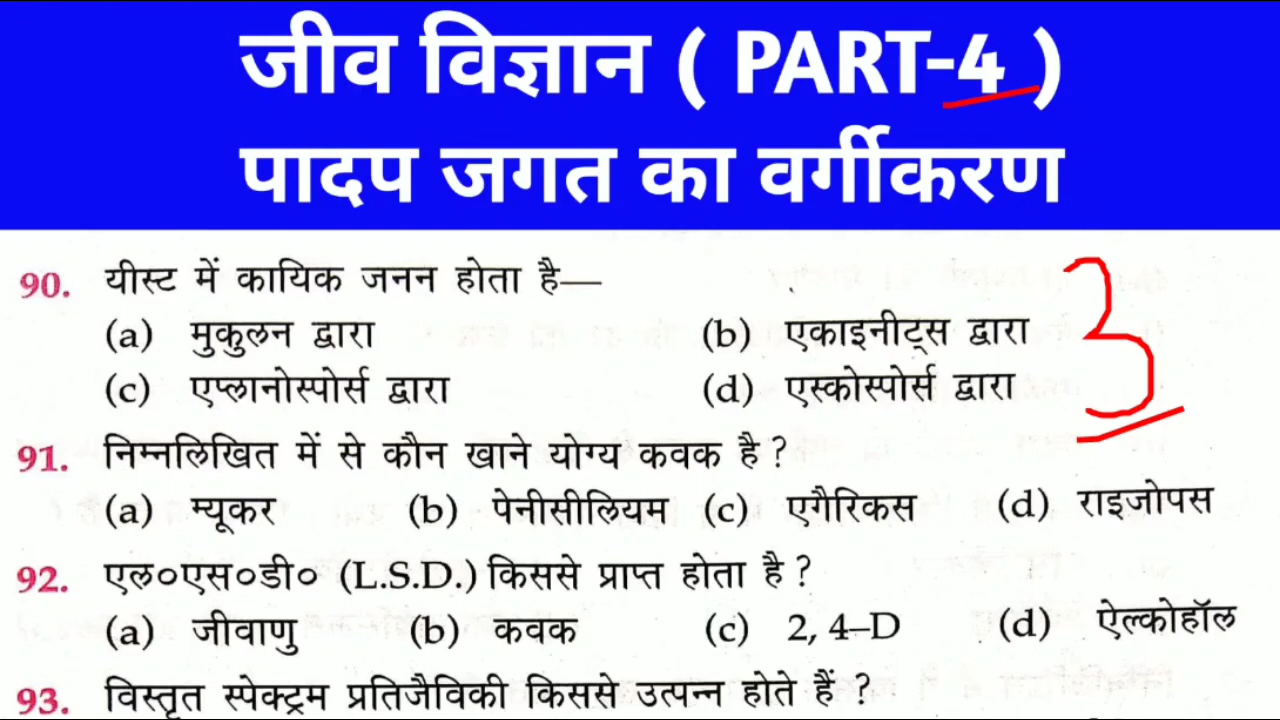 जीव विज्ञान ( PART-4 )
पादप जगत का वर्गीकरण
90. यीस्ट में कायिक जनन होता है—
(a) मुकुलन द्वारा (b) एकाइनीट्स द्वारा
(c) एप्लानोस्पोर्स द्वारा (d) एस्कोस्पोर्स द्वारा
3
91. निम्नलिखित में से कौन खाने योग्य कवक है ?
(a) म्यूकर (b) पेनीसीलियम (c) एगैरिकस (d) राइजोपस
92. एल०एस०डी० (L.S.D.) किससे प्राप्त होता है ?
(a) जीवाणु (b) कवक (c) 2, 4–D (d) ऐल्कोहॉल
93. विस्तृत स्पेक्ट्रम प्रतिजैविकी किससे उत्पन्न होते हैं ?